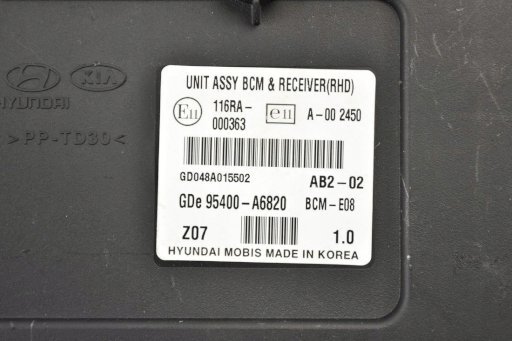 UNIT ASSY BCM & RECEIVER(RHD)
E11 116RA-000363 e11 A-00 2450
GD048A015502 AB2-02
GDe 95400-A6820 BCM-E08
Z07 1.0
HYUNDAI MOBIS MADE IN KOREA
KIA
HYUNDAI
>PP-TD30<